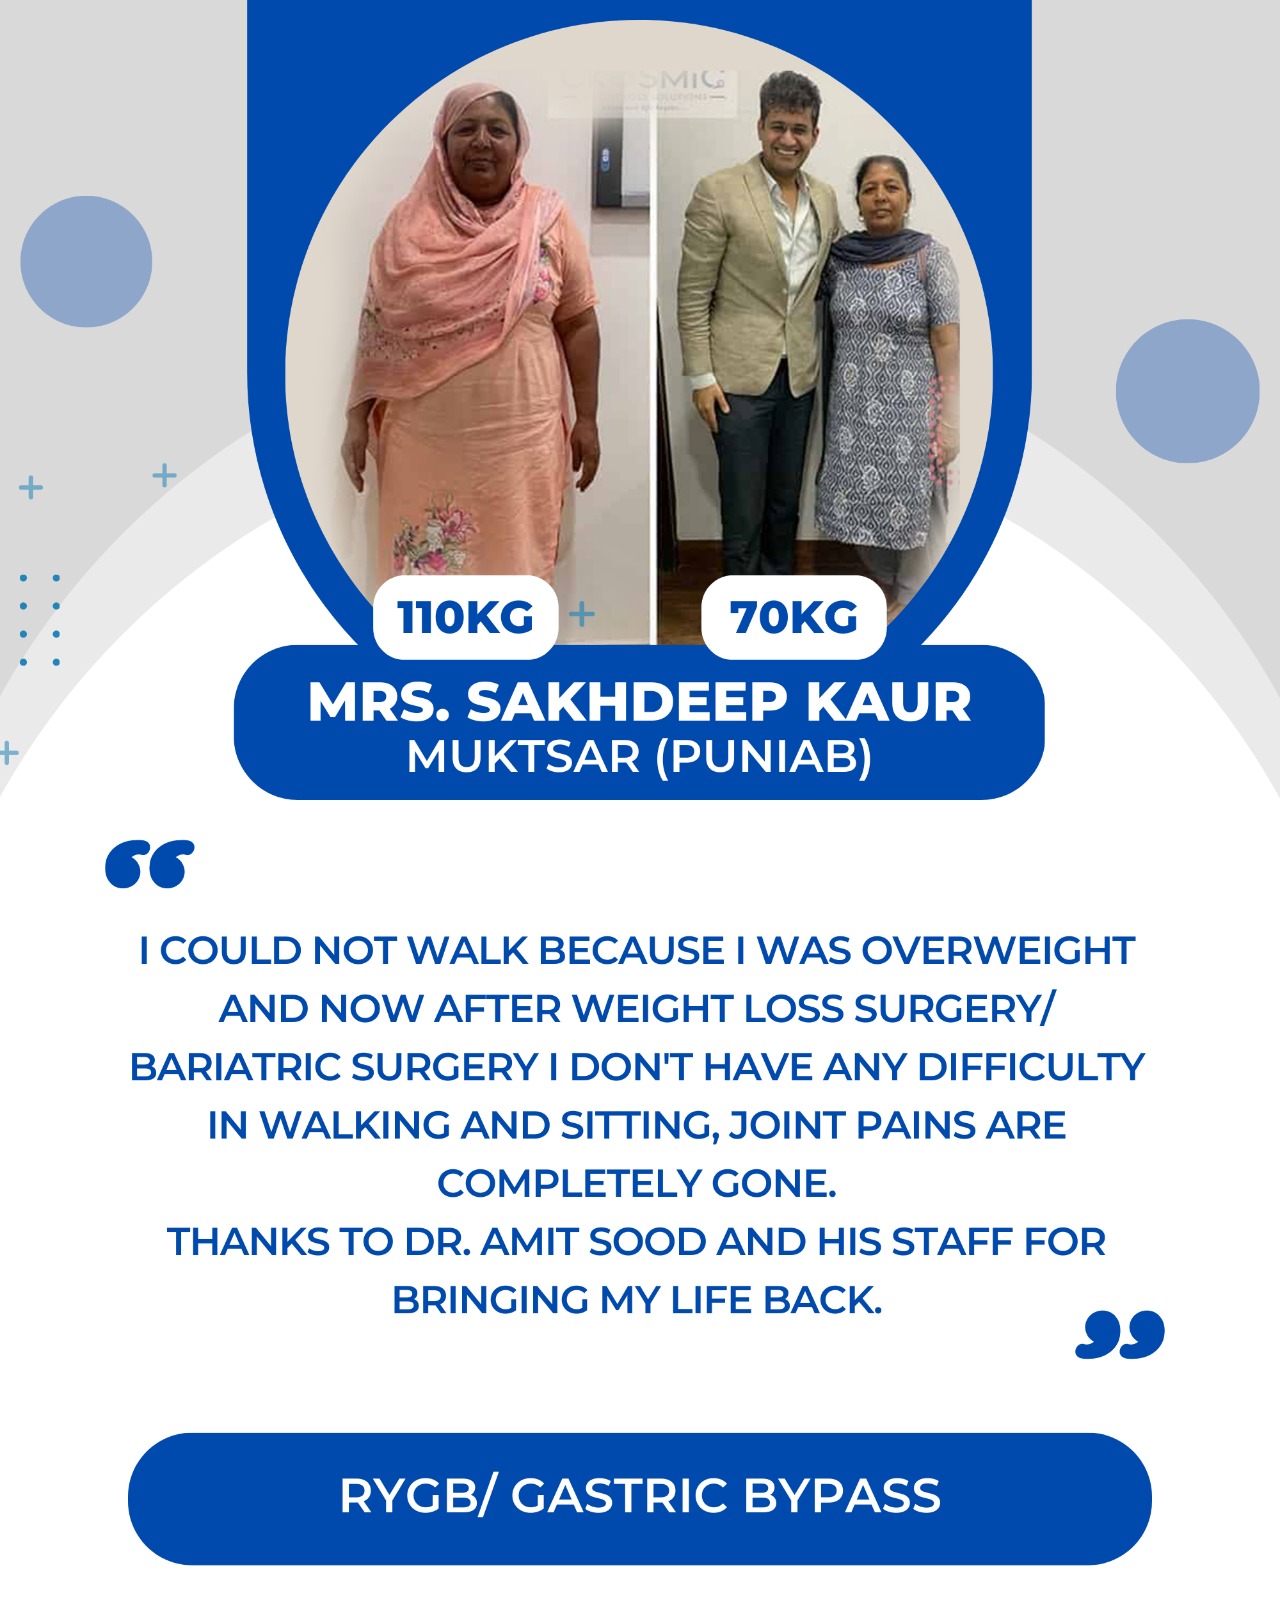 110KG
70KG
MRS. SAKHDEEP KAUR
MUKTSAR (PUNIAB)
I COULD NOT WALK BECAUSE I WAS OVERWEIGHT
AND NOW AFTER WEIGHT LOSS SURGERY/
BARIATRIC SURGERY I DON'T HAVE ANY DIFFICULTY
IN WALKING AND SITTING, JOINT PAINS ARE
COMPLETELY GONE.
THANKS TO DR. AMIT SOOD AND HIS STAFF FOR
BRINGING MY LIFE BACK.
RYGB/ GASTRIC BYPASS